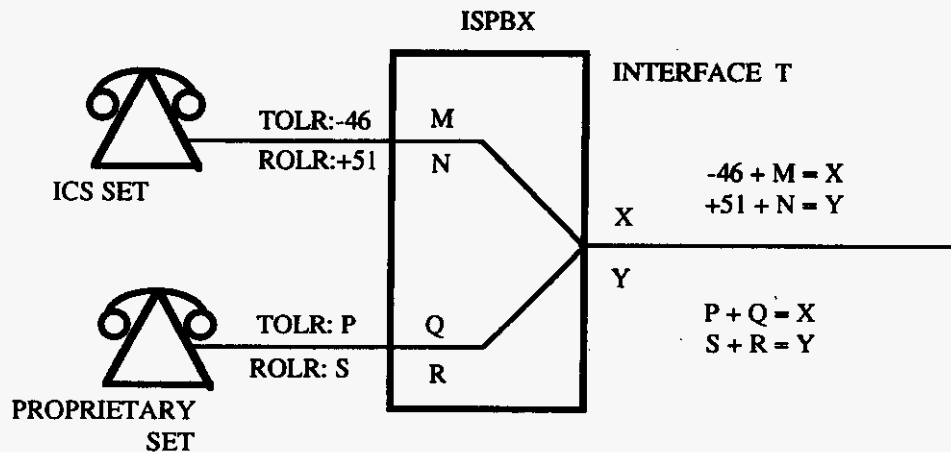 ISPBX
INTERFACE T
TOLR:-46
M
ROLR:+51
N
ICS SET
-46 + M = X
+51 + N = Y
X
Y
TOLR: P
Q
P + Q = X
S + R = Y
ROLR: S
R
PROPRIETARY
SET